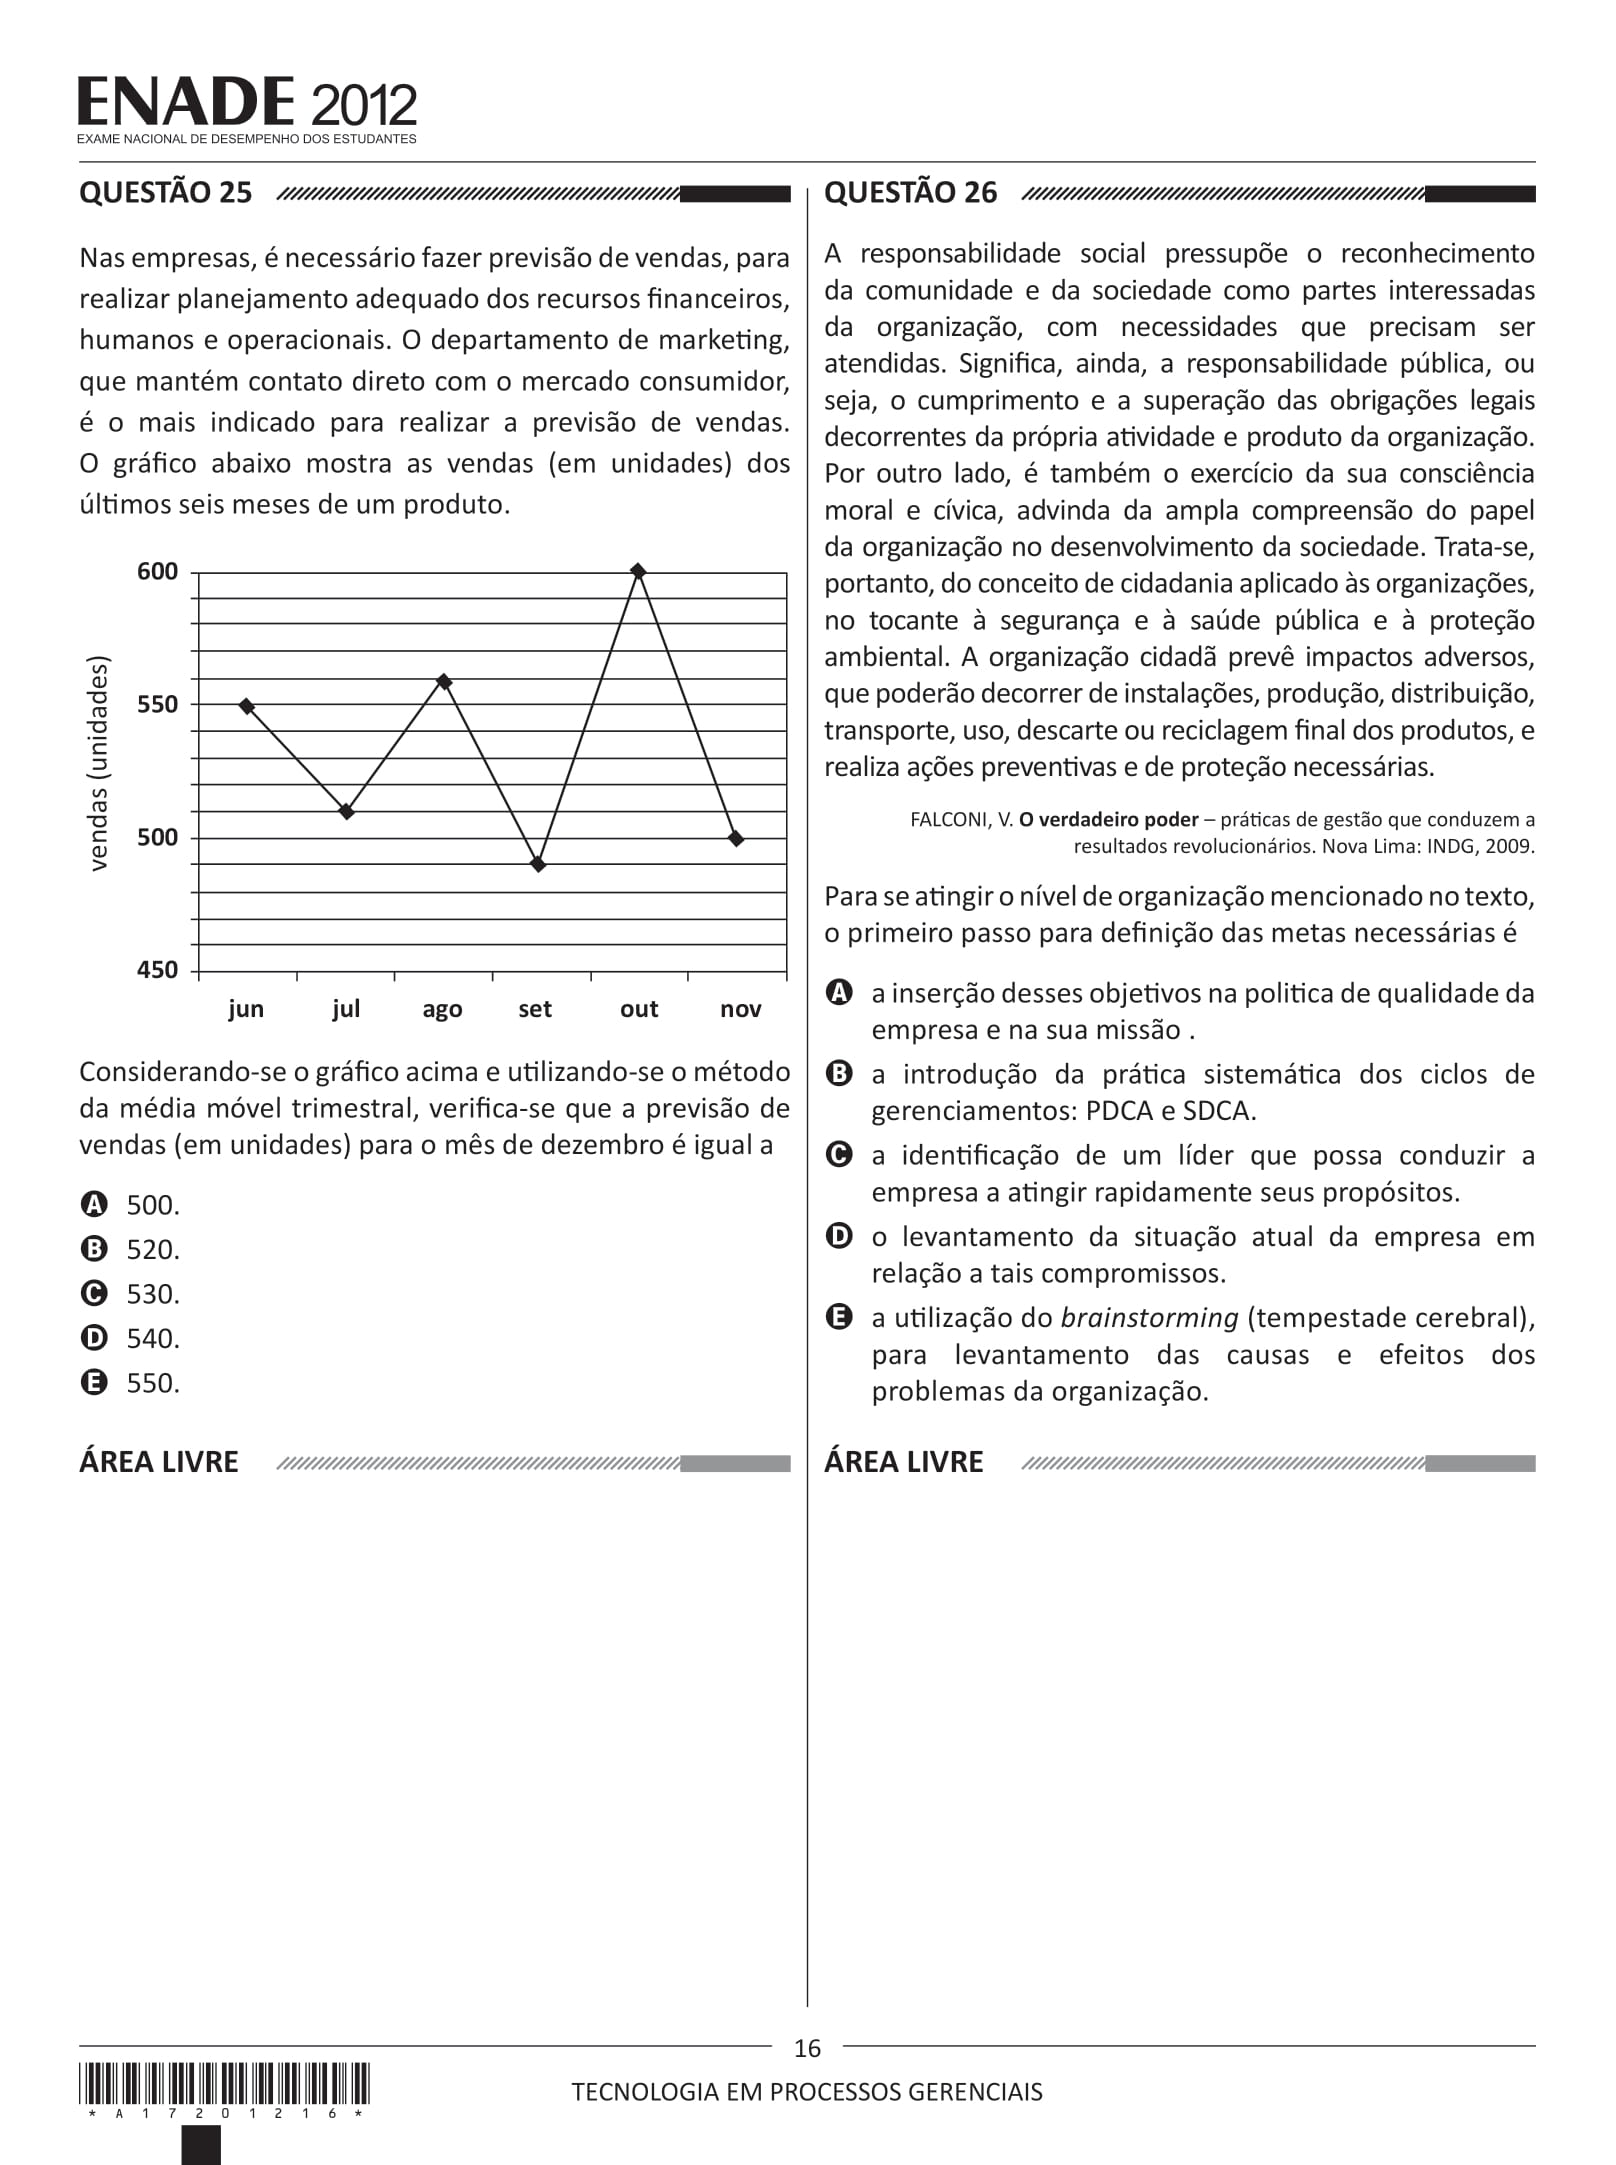 ENADE 2012
EXAME NACIONAL DE DESEMPENHO DOS ESTUDANTES
QUESTÃO 25
Nas empresas, é necessário fazer previsão de vendas, para
realizar planejamento adequado dos recursos financeiros,
humanos e operacionais. O departamento de marketing,
que mantém contato direto com o mercado consumidor,
é o mais indicado para realizar a previsão de vendas.
O gráfico abaixo mostra as vendas (em unidades) dos
últimos seis meses de um produto.
600
550
500
450
vendas (unidades)
jun jul ago set out nov
Considerando-se o gráfico acima e utilizando-se o método
da média móvel trimestral, verifica-se que a previsão de
vendas (em unidades) para o mês de dezembro é igual a
A 500.
B 520.
C 530.
D 540.
E 550.
ÁREA LIVRE
QUESTÃO 26
A responsabilidade social pressupõe o reconhecimento
da comunidade e da sociedade como partes interessadas
da organização, com necessidades que precisam ser
atendidas. Significa, ainda, a responsabilidade pública, ou
seja, o cumprimento e a superação das obrigações legais
decorrentes da própria atividade e produto da organização.
Por outro lado, é também o exercício da sua consciência
moral e cívica, advinda da ampla compreensão do papel
da organização no desenvolvimento da sociedade. Trata-se,
portanto, do conceito de cidadania aplicado às organizações,
no tocante à segurança e à saúde pública e à proteção
ambiental. A organização cidadã prevê impactos adversos,
que poderão decorrer de instalações, produção, distribuição,
transporte, uso, descarte ou reciclagem final dos produtos, e
realiza ações preventivas e de proteção necessárias.
FALCONI, V. O verdadeiro poder – práticas de gestão que conduzem a
resultados revolucionários. Nova Lima: INDG, 2009.
Para se atingir o nível de organização mencionado no texto,
o primeiro passo para definição das metas necessárias é
A a inserção desses objetivos na politica de qualidade da
empresa e na sua missão .
B a introdução da prática sistemática dos ciclos de
gerenciamentos: PDCA e SDCA.
C a identificação de um líder que possa conduzir a
empresa a atingir rapidamente seus propósitos.
D o levantamento da situação atual da empresa em
relação a tais compromissos.
E a utilização do brainstorming (tempestade cerebral),
para levantamento das causas e efeitos dos
problemas da organização.
ÁREA LIVRE
16
TECNOLOGIA EM PROCESSOS GERENCIAIS
* A 1 7 2 0 1 2 1 6 *